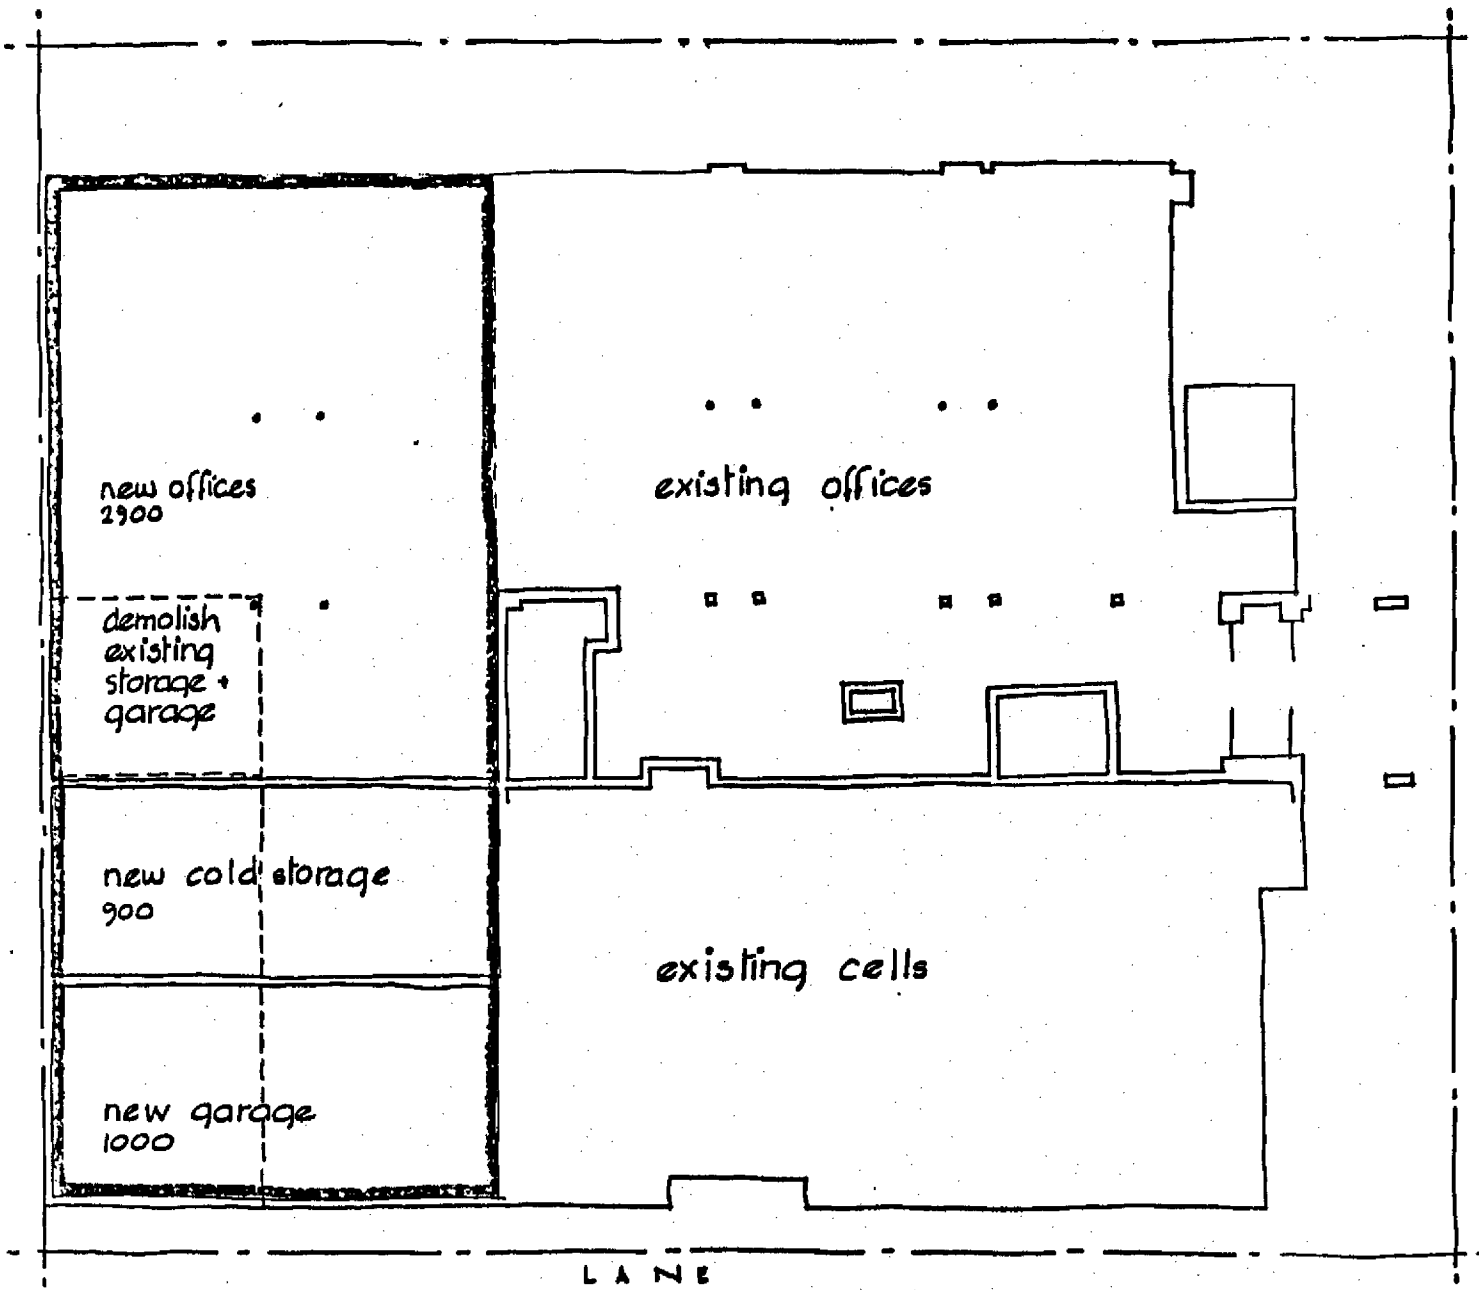 new offices
2900
existing offices
demolish
existing
storage +
garage
new cold storage
900
existing cells
new garage
1000
LANE